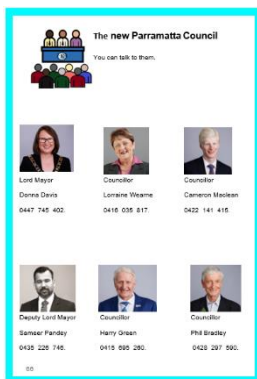 The new Parramatta Council
You can talk to them.
Lord Mayor
Donna Davis
0447 745 402.
Councillor
Lorraine Wearne
0416 035 817.
Councillor
Cameron Maclean
0422 141 415.
Deputy Lord Mayor
Sameer Pandey
0435 226 746.
Councillor
Harry Green
0415 695 260.
Councillor
Phil Bradley
0428 297 590.
66